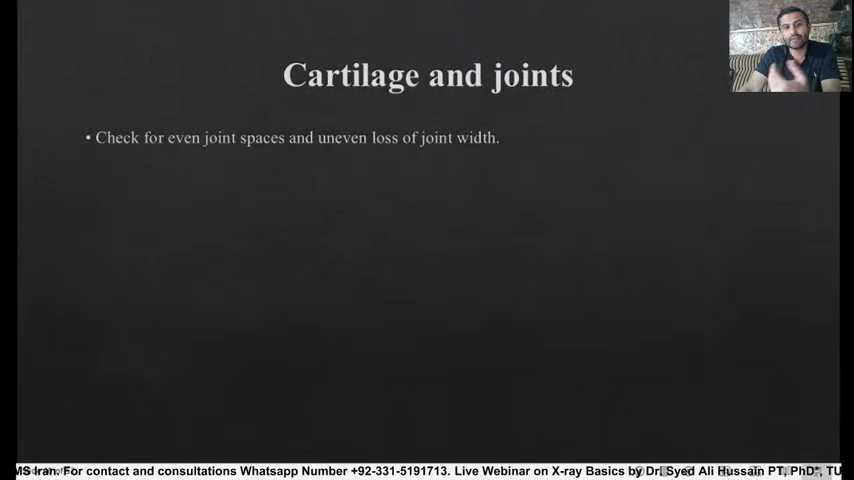 Cartilage and joints
• Check for even joint spaces and uneven loss of joint width.
MS Iran. For contact and consultations Whatsapp Number +92-331-5191713. Live Webinar on X-ray Basics by Dr. Syed Ali Hussain PT, PhD*, TU